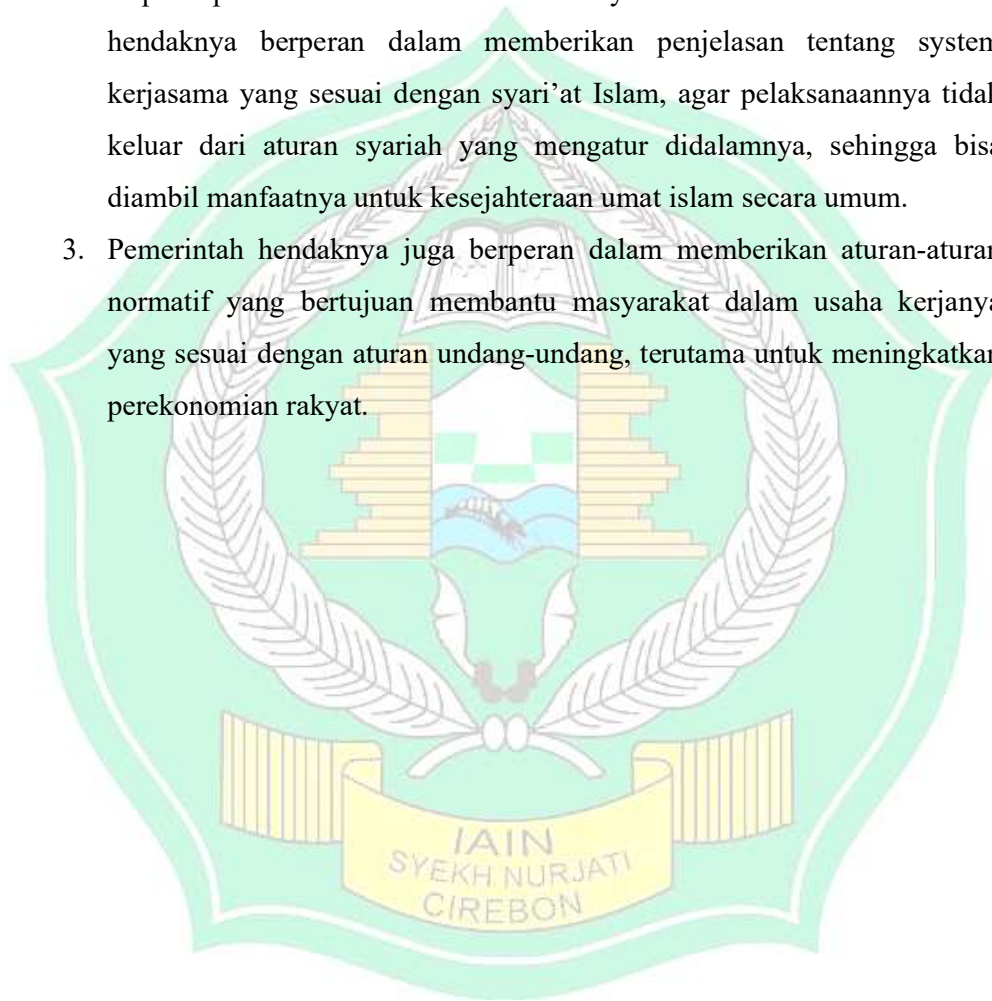 hendaknya berperan dalam memberikan penjelasan tentang system
kerjasama yang sesuai dengan syari’at Islam, agar pelaksanaannya tidak
keluar dari aturan syariah yang mengatur didalamnya, sehingga bisa
diambil manfaatnya untuk kesejahteraan umat islam secara umum.
3. Pemerintah hendaknya juga berperan dalam memberikan aturan-aturan
normatif yang bertujuan membantu masyarakat dalam usaha kerjanya
yang sesuai dengan aturan undang-undang, terutama untuk meningkatkan
perekonomian rakyat.
IAIN
SYEKH NURJATI
CIREBON